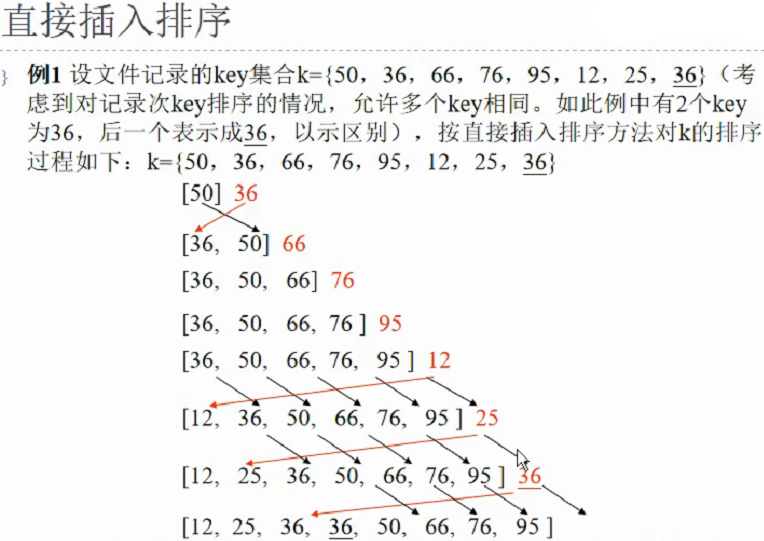 直接插入排序
} 例1 设文件记录的key集合k={50，36，66，76，95，12，25，36}（考
虑到对记录次key排序的情况，允许多个key相同。如此例中有2个key
为36，后一个表示成36，以示区别），按直接插入排序方法对k的排序
过程如下：k={50，36，66，76，95，12，25，36}
[50] 36
[36, 50] 66
[36, 50, 66] 76
[36, 50, 66, 76 ] 95
[36, 50, 66, 76, 95 ] 12
[12, 36, 50, 66, 76, 95 ] 25
[12, 25, 36, 50, 66, 76, 95 ] 36
[12, 25, 36, 36, 50, 66, 76, 95 ]